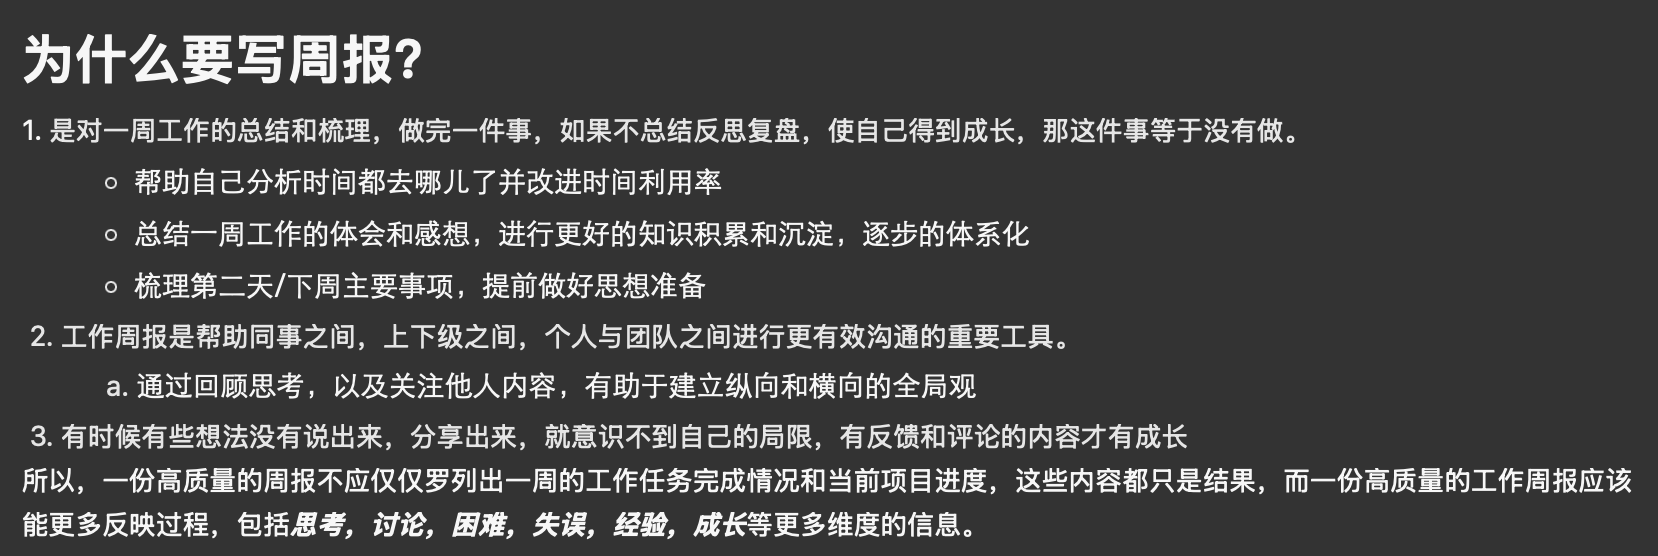 为什么要写周报?
1. 是对一周工作的总结和梳理，做完一件事，如果不总结反思复盘，使自己得到成长，那这件事等于没有做。
○ 帮助自己分析时间都去哪儿了并改进时间利用率
○ 总结一周工作的体会和感想，进行更好的知识积累和沉淀，逐步的体系化
○ 梳理第二天/下周主要事项，提前做好思想准备
2. 工作周报是帮助同事之间，上下级之间，个人与团队之间进行更有效沟通的重要工具。
a. 通过回顾思考，以及关注他人内容，有助于建立纵向和横向的全局观
3. 有时候有些想法没有说出来，分享出来，就意识不到自己的局限，有反馈和评论的内容才有成长
所以，一份高质量的周报不应仅仅罗列出一周的工作任务完成情况和当前项目进度，这些内容都只是结果，而一份高质量的工作周报应该
能更多反映过程，包括思考，讨论，困难，失误，经验，成长等更多维度的信息。